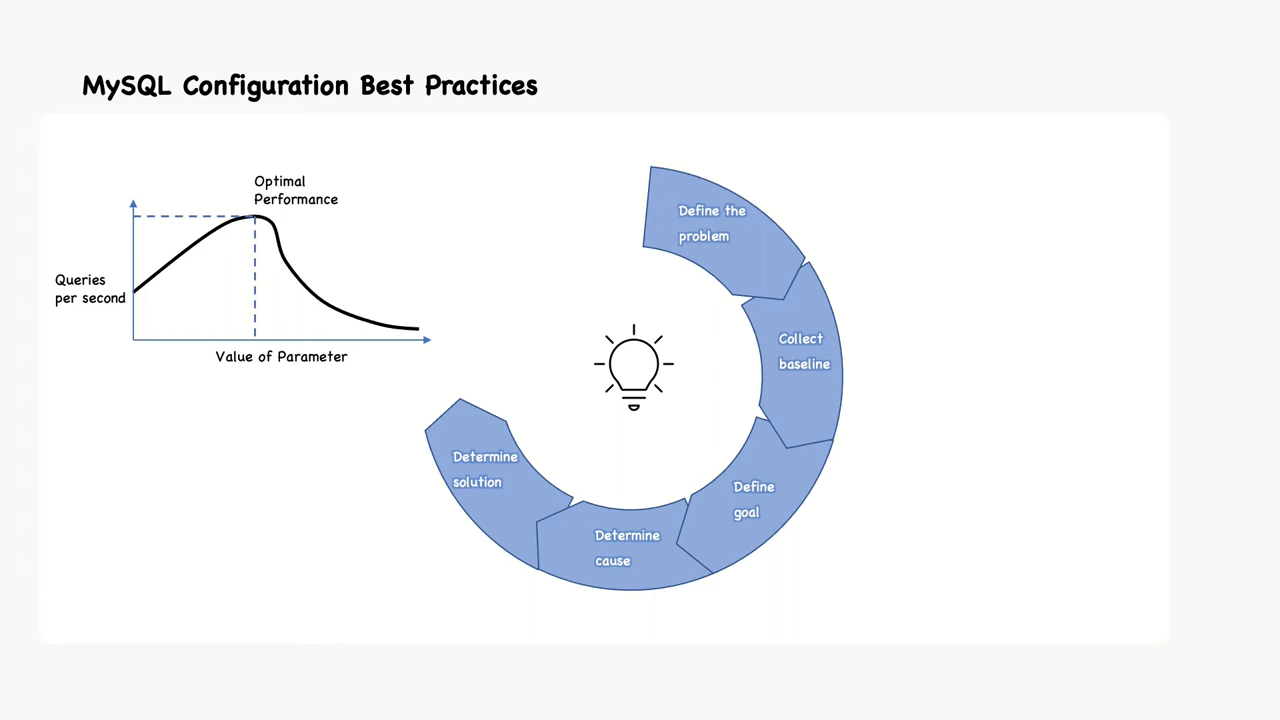 MySQL Configuration Best Practices
Optimal
Performance
Queries
per second
Value of Parameter
Define the
problem
Collect
baseline
Define
goal
Determine
cause
Determine
solution